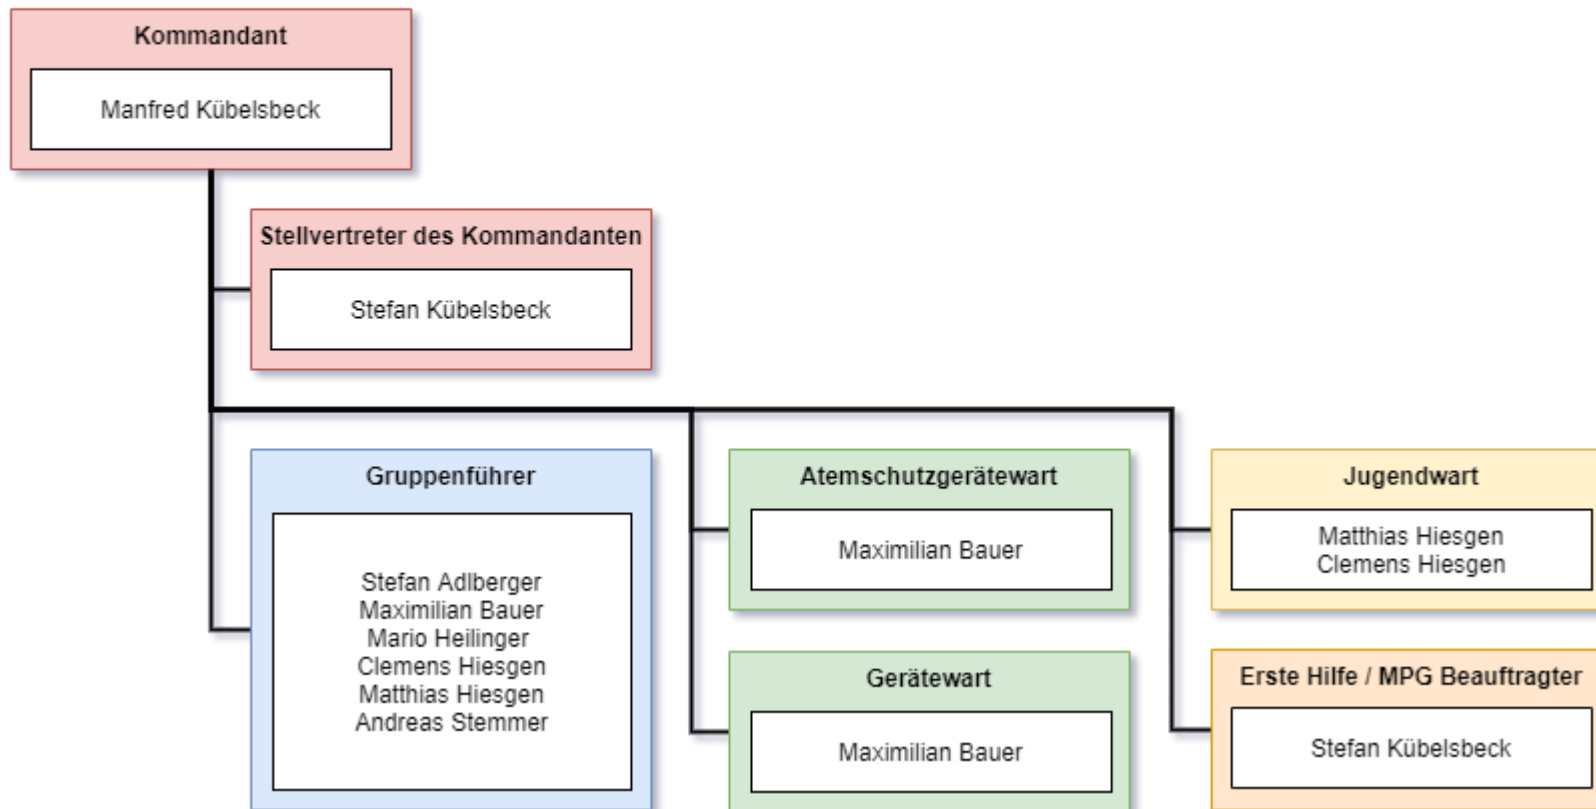 Kommandant
Manfred Kübelsbeck
Stellvertreter des Kommandanten
Stefan Kübelsbeck
Gruppenführer
Stefan Adlberger
Maximilian Bauer
Mario Heilinger
Clemens Hiesgen
Matthias Hiesgen
Andreas Stemmer
Atemschutzgerätewart
Maximilian Bauer
Gerätewart
Maximilian Bauer
Jugendwart
Matthias Hiesgen
Clemens Hiesgen
Erste Hilfe / MPG Beauftragter
Stefan Kübelsbeck